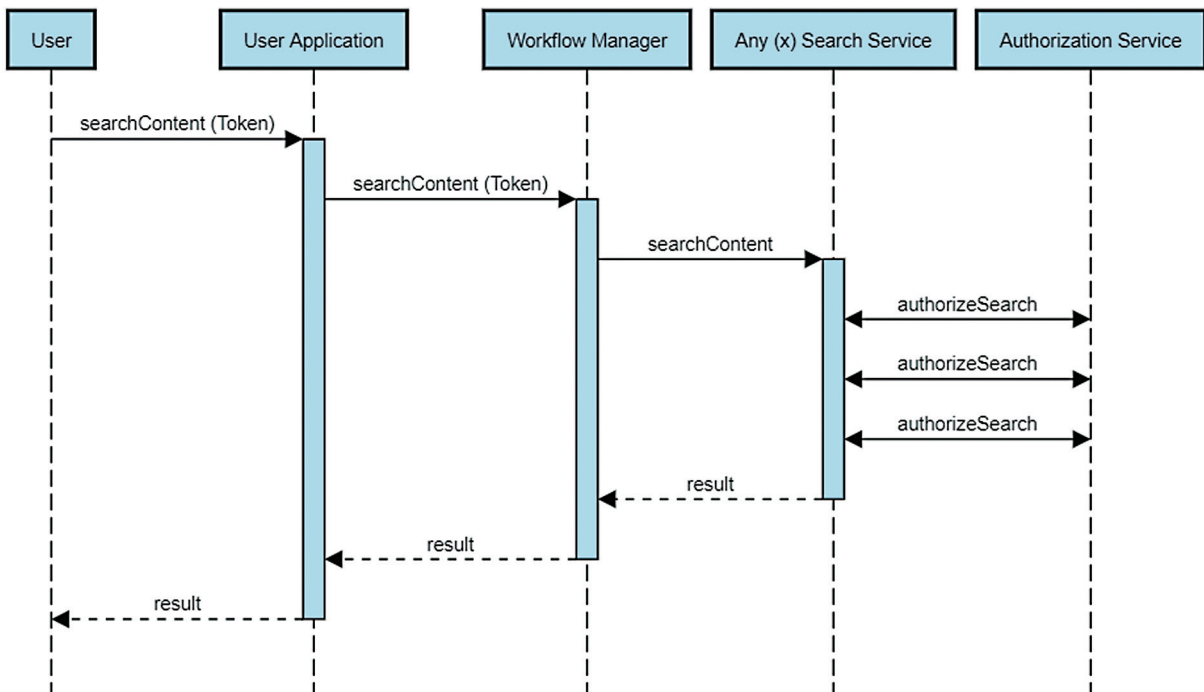 User
User Application
Workflow Manager
Any (x) Search Service
Authorization Service
searchContent (Token)
searchContent (Token)
searchContent
authorizeSearch
authorizeSearch
authorizeSearch
result
result
result